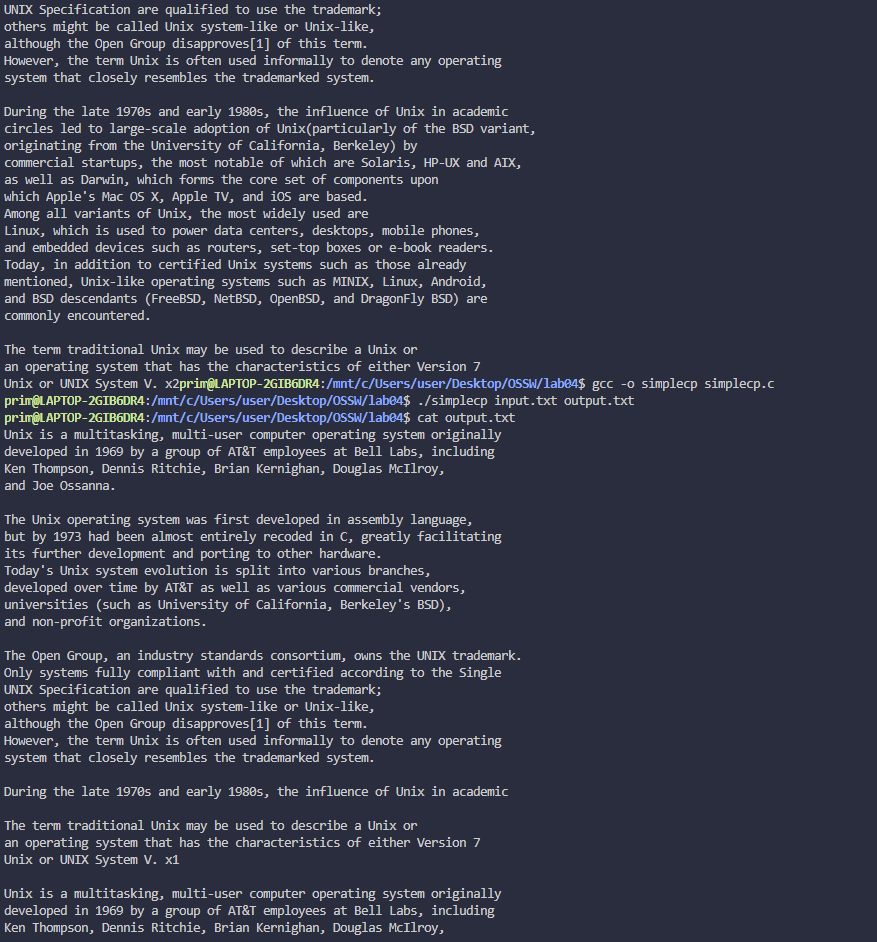 UNIX Specification are qualified to use the trademark;
others might be called Unix system-like or Unix-like,
although the Open Group disapproves[1] of this term.
However, the term Unix is often used informally to denote any operating
system that closely resembles the trademarked system.

During the late 1970s and early 1980s, the influence of Unix in academic
circles led to large-scale adoption of Unix(particularly of the BSD variant,
originating from the University of California, Berkeley) by
commercial startups, the most notable of which are Solaris, HP-UX and AIX,
as well as Darwin, which forms the core set of components upon
which Apple's Mac OS X, Apple TV, and iOS are based.
Among all variants of Unix, the most widely used are
Linux, which is used to power data centers, desktops, mobile phones,
and embedded devices such as routers, set-top boxes or e-book readers.
Today, in addition to certified Unix systems such as those already
mentioned, Unix-like operating systems such as MINIX, Linux, Android,
and BSD descendants (FreeBSD, NetBSD, OpenBSD, and DragonFly BSD) are
commonly encountered.

The term traditional Unix may be used to describe a Unix or
an operating system that has the characteristics of either Version 7
Unix or UNIX System V. x2prim@LAPTOP-2GIB6DR4:/mnt/c/Users/user/Desktop/OSSW/lab04$ gcc -o simplecp simplecp.c
prim@LAPTOP-2GIB6DR4:/mnt/c/Users/user/Desktop/OSSW/lab04$ ./simplecp input.txt output.txt
prim@LAPTOP-2GIB6DR4:/mnt/c/Users/user/Desktop/OSSW/lab04$ cat output.txt
Unix is a multitasking, multi-user computer operating system originally
developed in 1969 by a group of AT&T employees at Bell Labs, including
Ken Thompson, Dennis Ritchie, Brian Kernighan, Douglas McIlroy,
and Joe Ossanna.

The Unix operating system was first developed in assembly language,
but by 1973 had been almost entirely recoded in C, greatly facilitating
its further development and porting to other hardware.
Today's Unix system evolution is split into various branches,
developed over time by AT&T as well as various commercial vendors,
universities (such as University of California, Berkeley's BSD),
and non-profit organizations.

The Open Group, an industry standards consortium, owns the UNIX trademark.
Only systems fully compliant with and certified according to the Single
UNIX Specification are qualified to use the trademark;
others might be called Unix system-like or Unix-like,
although the Open Group disapproves[1] of this term.
However, the term Unix is often used informally to denote any operating
system that closely resembles the trademarked system.

During the late 1970s and early 1980s, the influence of Unix in academic

The term traditional Unix may be used to describe a Unix or
an operating system that has the characteristics of either Version 7
Unix or UNIX System V. x1

Unix is a multitasking, multi-user computer operating system originally
developed in 1969 by a group of AT&T employees at Bell Labs, including
Ken Thompson, Dennis Ritchie, Brian Kernighan, Douglas McIlroy,